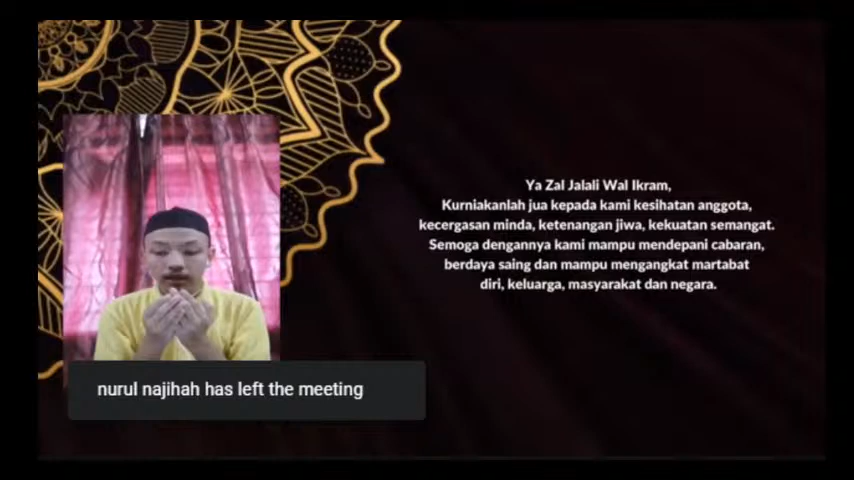 Ya Zal Jalali Wal Ikram,
Kurniakanlah jua kepada kami kesihatan anggota,
kecergasan minda, ketenangan jiwa, kekuatan semangat.
Semoga dengannya kami mampu mendepani cabaran,
berdaya saing dan mampu mengangkat martabat
diri, keluarga, masyarakat dan negara.
nurul najihah has left the meeting